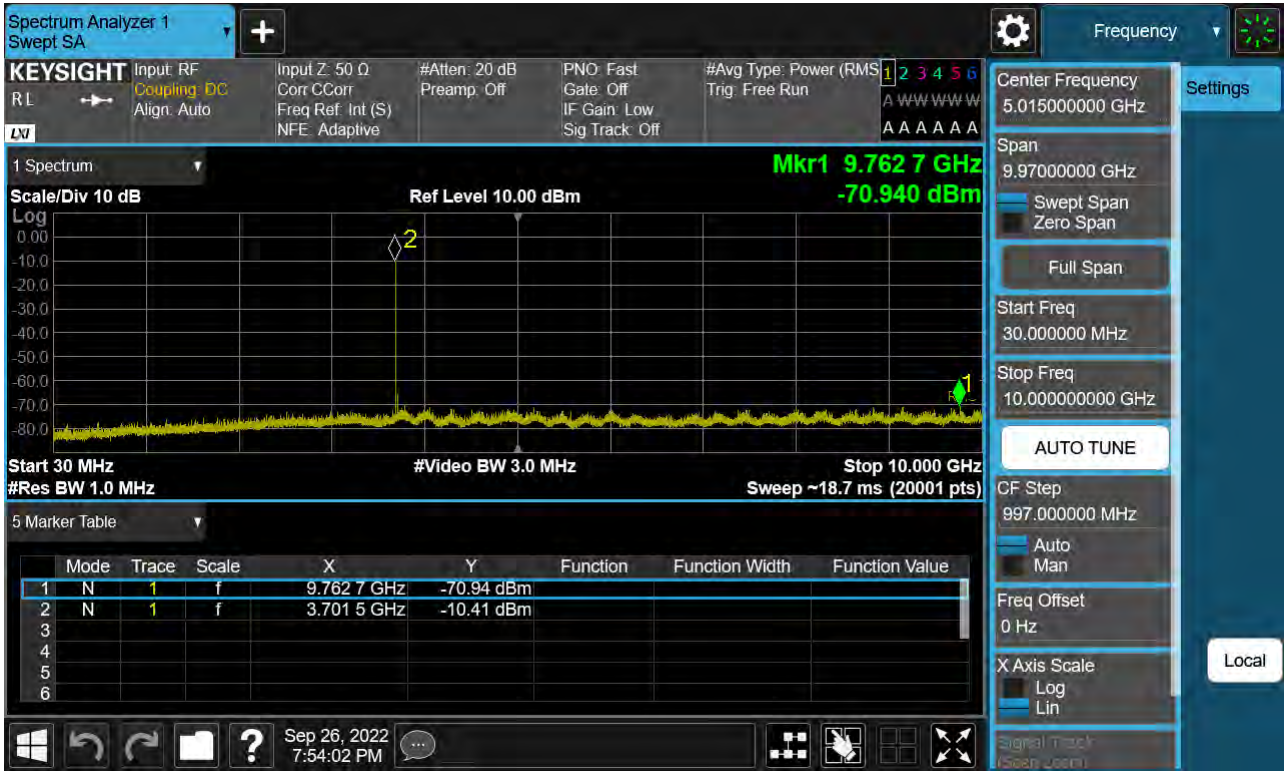 Spectrum Analyzer 1
Swept SA
Frequency
KEYSIGHT
RL
LXI
Input: RF
Coupling: DC
Align: Auto
Input Z: 50 Ω
Corr CCorr
Freq Ref: Int (S)
NFE: Adaptive
#Atten: 20 dB
Preamp: Off
PNO: Fast
Gate: Off
IF Gain: Low
Sig Track: Off
#Avg Type: Power (RMS
Trig: Free Run
1 2 3 4 5 6
A W W W W W
A A A A A A
1 Spectrum
Mkr1 9.762 7 GHz
Scale/Div 10 dB
Ref Level 10.00 dBm
-70.940 dBm
Log
0.00
-10.0
-20.0
-30.0
-40.0
-50.0
-60.0
-70.0
-80.0
2
1
Start 30 MHz
#Video BW 3.0 MHz
Stop 10.000 GHz
#Res BW 1.0 MHz
Sweep ~18.7 ms (20001 pts)
5 Marker Table
Mode Trace Scale X Y Function Function Width Function Value
1 N 1 f 9.762 7 GHz -70.94 dBm
2 N 1 f 3.701 5 GHz -10.41 dBm
3
4
5
6
Sep 26, 2022
7:54:02 PM
Center Frequency
5.015000000 GHz
Settings
Span
9.97000000 GHz
Swept Span
Zero Span
Full Span
Start Freq
30.000000 MHz
Stop Freq
10.000000000 GHz
AUTO TUNE
CF Step
997.000000 MHz
Auto
Man
Freq Offset
0 Hz
X Axis Scale
Log
Lin
Local
Signal Track
(Span Zoom)